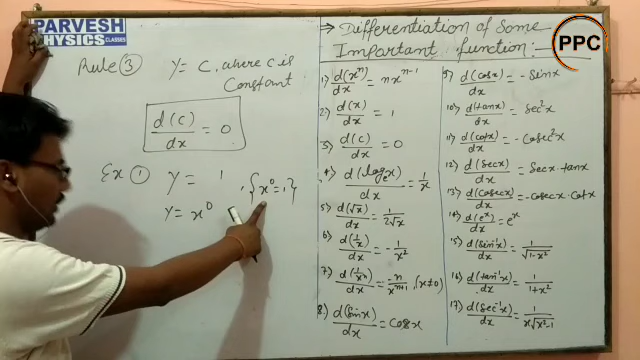 PARVESH
PHYSICS CLASSES
PPC
Rule ③ y = c, where c is
Constant
d(c)/dx = 0
Ex ① y = 1 , {x⁰ = 1}
y = x⁰
⇒ Differentiation of Some
Important function:-
1) d(xⁿ)/dx = nxⁿ⁻¹
2) d(x)/dx = 1
3) d(c)/dx = 0
4) d(logₑx)/dx = 1/x
5) d(√x)/dx = 1/2√x
6) d(1/x)/dx = -1/x²
7) d(1/xⁿ)/dx = n/xⁿ⁺¹, (x≠0)
8) d(sinx)/dx = cosx
9) d(cosx)/dx = -Sinx
10) d(tanx)/dx = Sec²x
11) d(cotx)/dx = -Cosec²x
12) d(secx)/dx = Secx·tanx
13) d(cosecx)/dx = -cosecx·Cotx
14) d(eˣ)/dx = eˣ
15) d(sin⁻¹x)/dx = 1/√1-x²
16) d(tan⁻¹x)/dx = 1/1+x²
17) d(sec⁻¹x)/dx = 1/x√x²-1